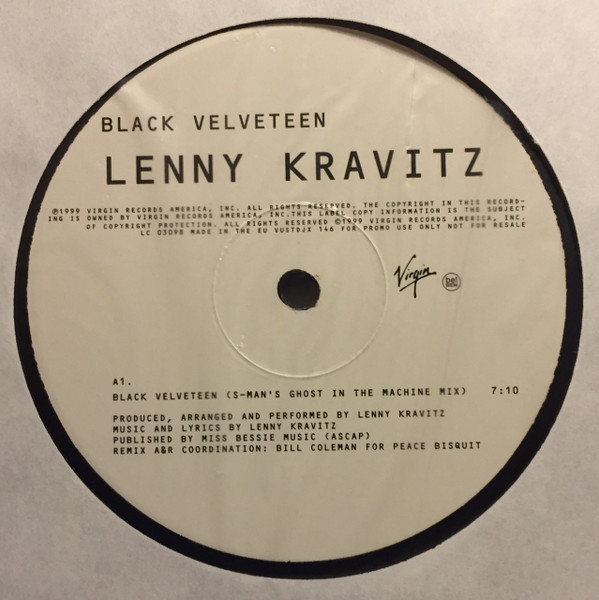 BLACK VELVETEEN
LENNY KRAVITZ
℗1999 VIRGIN RECORDS AMERICA, INC. ALL RIGHTS RESERVED. THE COPYRIGHT IN THIS RECORD-
ING IS OWNED BY VIRGIN RECORDS AMERICA, INC.THIS LABEL COPY INFORMATION IS THE SUBJECT
OF COPYRIGHT PROTECTION. ALL RIGHTS RESERVED ©1999 VIRGIN RECORDS AMERICA, INC.
LC 03098 MADE IN THE EU VUSTDJX 146 FOR PROMO USE ONLY NOT FOR RESALE
Virgin
A1.
BLACK VELVETEEN (S-MAN'S GHOST IN THE MACHINE MIX) 7:10
PRODUCED, ARRANGED AND PERFORMED BY LENNY KRAVITZ
MUSIC AND LYRICS BY LENNY KRAVITZ
PUBLISHED BY MISS BESSIE MUSIC (ASCAP)
REMIX A&R COORDINATION: BILL COLEMAN FOR PEACE BISQUIT